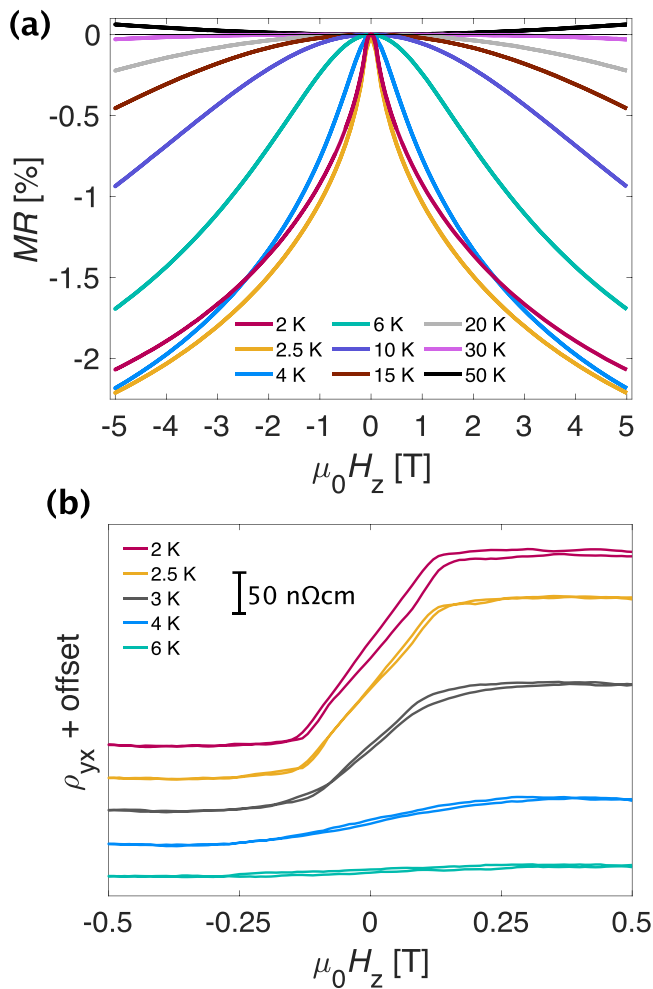 (a)
0
-0.5
-1
-1.5
-2
MR [%]
2 K 6 K 20 K
2.5 K 10 K 30 K
4 K 15 K 50 K
-5 -4 -3 -2 -1 0 1 2 3 4 5
μ0Hz [T]
(b)
2 K
2.5 K
3 K
4 K
6 K
50 nΩcm
ρyx + offset
-0.5 -0.25 0 0.25 0.5
μ0Hz [T]